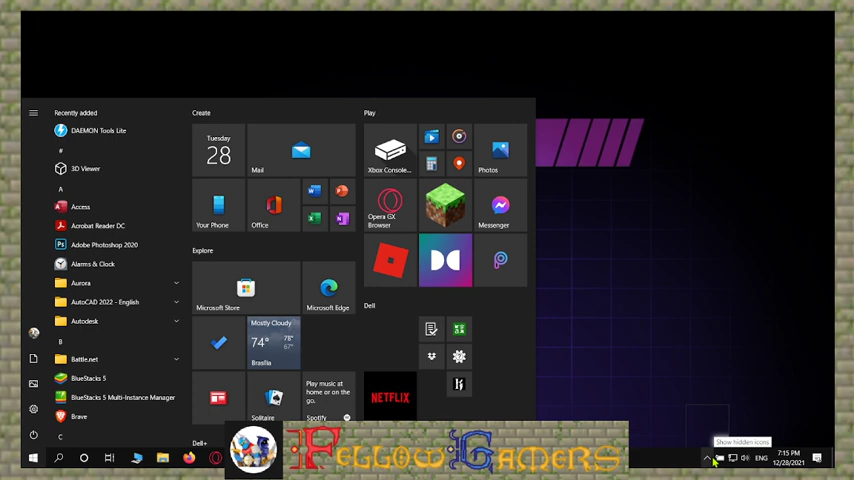 Recently added
DAEMON Tools Lite
#
3D Viewer
A
Access
Acrobat Reader DC
Adobe Photoshop 2020
Alarms & Clock
Aurora
AutoCAD 2022 - English
Autodesk
B
Battle.net
BlueStacks 5
BlueStacks 5 Multi-Instance Manager
Brave
C
Create
Tuesday
28
Mail
Your Phone
Office
Explore
Microsoft Store
Microsoft Edge
Mostly Cloudy
74° 78°
67°
Brasília
Solitaire
Play music at
home or on the
go.
Spotify
Dell+
Play
Xbox Console...
Photos
Opera GX
Browser
Messenger
Dell
NETFLIX
Show hidden icons
ENG
7:15 PM
12/28/2021
FELLOW GAMERS